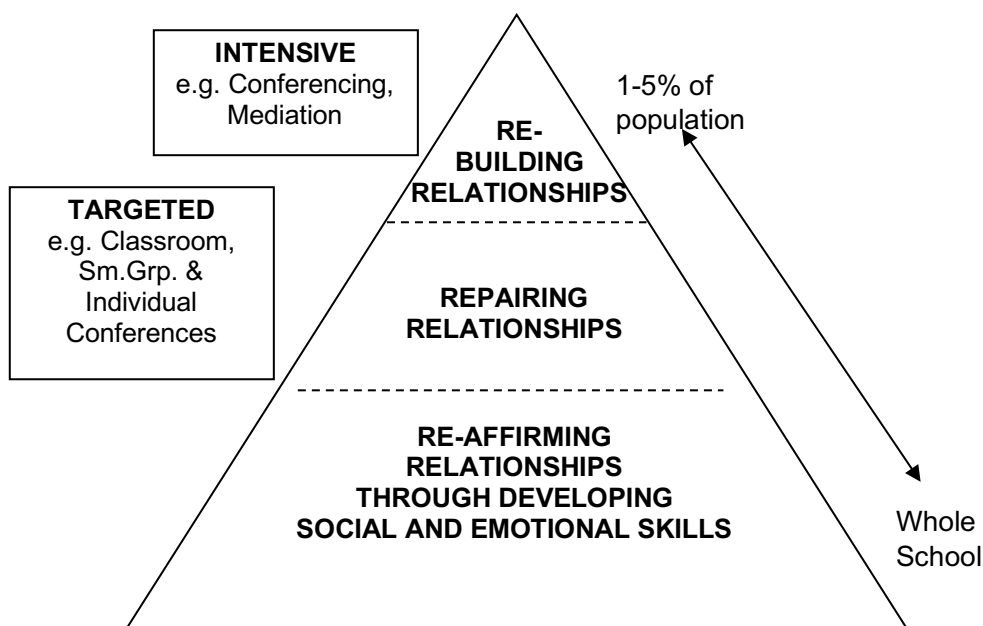 INTENSIVE
e.g. Conferencing,
Mediation
1-5% of
population
RE-
BUILDING
RELATIONSHIPS
TARGETED
e.g. Classroom,
Sm.Grp. &
Individual
Conferences
REPAIRING
RELATIONSHIPS
RE-AFFIRMING
RELATIONSHIPS
THROUGH DEVELOPING
SOCIAL AND EMOTIONAL SKILLS
Whole
School